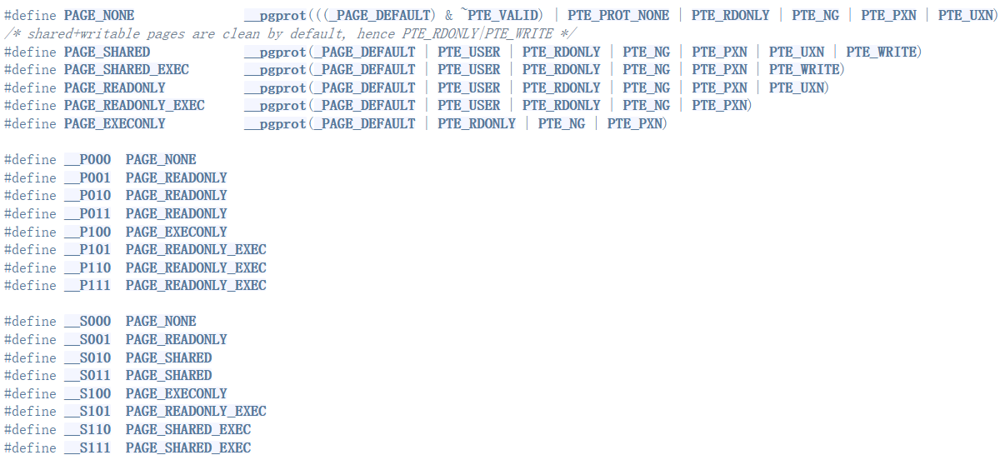 #define PAGE_NONE __pgprot(((_PAGE_DEFAULT) & ~PTE_VALID) | PTE_PROT_NONE | PTE_RDONLY | PTE_NG | PTE_PXN | PTE_UXN)
/* shared+writable pages are clean by default, hence PTE_RDONLY|PTE_WRITE */
#define PAGE_SHARED __pgprot(_PAGE_DEFAULT | PTE_USER | PTE_RDONLY | PTE_NG | PTE_PXN | PTE_UXN | PTE_WRITE)
#define PAGE_SHARED_EXEC __pgprot(_PAGE_DEFAULT | PTE_USER | PTE_RDONLY | PTE_NG | PTE_PXN | PTE_WRITE)
#define PAGE_READONLY __pgprot(_PAGE_DEFAULT | PTE_USER | PTE_RDONLY | PTE_NG | PTE_PXN | PTE_UXN)
#define PAGE_READONLY_EXEC __pgprot(_PAGE_DEFAULT | PTE_USER | PTE_RDONLY | PTE_NG | PTE_PXN)
#define PAGE_EXECONLY __pgprot(_PAGE_DEFAULT | PTE_RDONLY | PTE_NG | PTE_PXN)

#define __P000 PAGE_NONE
#define __P001 PAGE_READONLY
#define __P010 PAGE_READONLY
#define __P011 PAGE_READONLY
#define __P100 PAGE_EXECONLY
#define __P101 PAGE_READONLY_EXEC
#define __P110 PAGE_READONLY_EXEC
#define __P111 PAGE_READONLY_EXEC

#define __S000 PAGE_NONE
#define __S001 PAGE_READONLY
#define __S010 PAGE_SHARED
#define __S011 PAGE_SHARED
#define __S100 PAGE_EXECONLY
#define __S101 PAGE_READONLY_EXEC
#define __S110 PAGE_SHARED_EXEC
#define __S111 PAGE_SHARED_EXEC